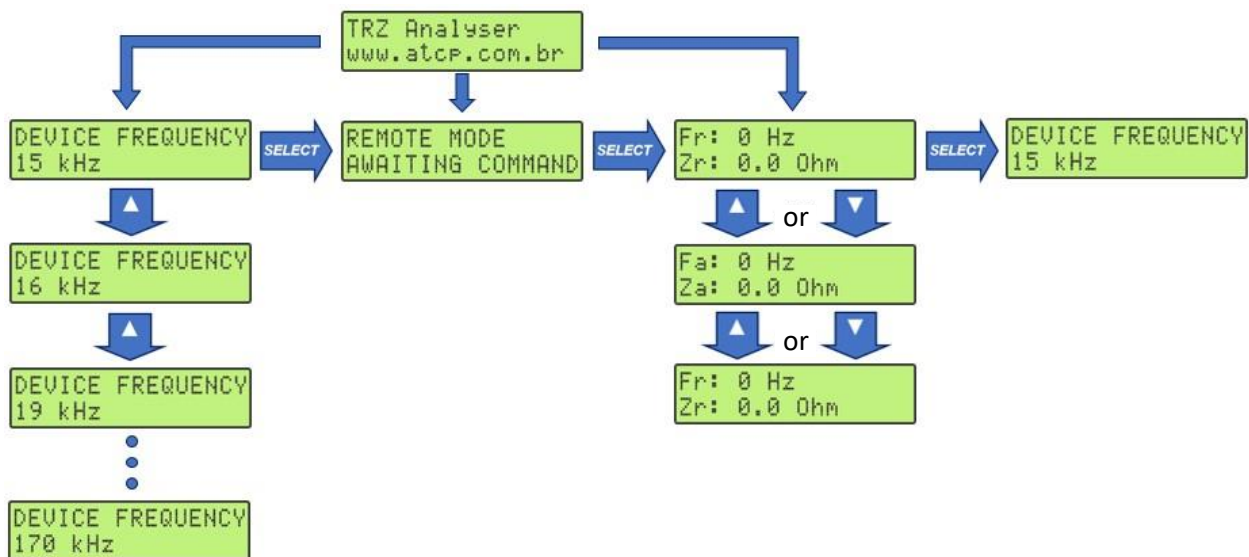 TRZ Analyser
www.atcp.com.br
DEVICE FREQUENCY
15 kHz
SELECT
REMOTE MODE
AWAITING COMMAND
SELECT
Fr: 0 Hz
Zr: 0.0 Ohm
SELECT
DEVICE FREQUENCY
15 kHz
or
DEVICE FREQUENCY
16 kHz
Fa: 0 Hz
Za: 0.0 Ohm
or
DEVICE FREQUENCY
19 kHz
Fr: 0 Hz
Zr: 0.0 Ohm
DEVICE FREQUENCY
170 kHz